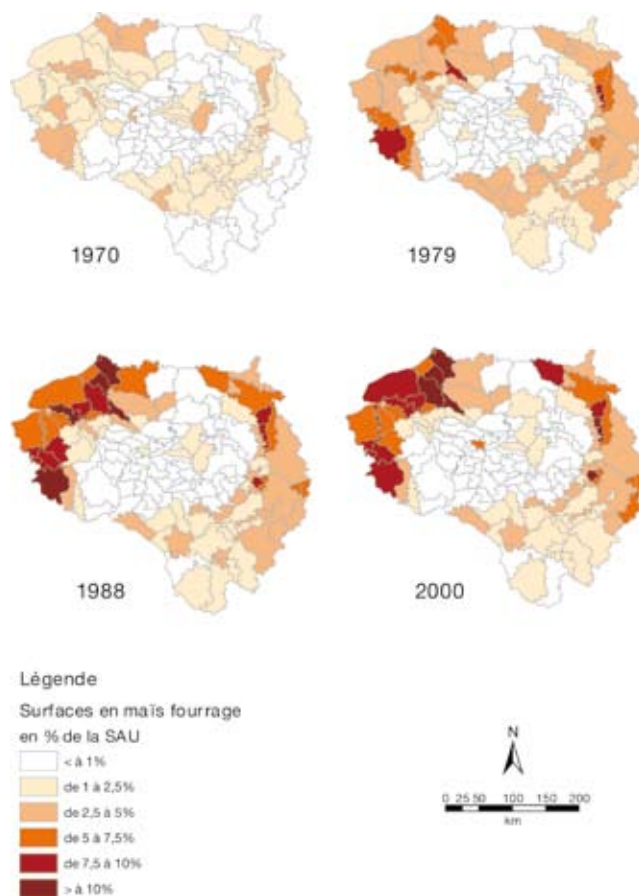 1970
1979
1988
2000
Légende
Surfaces en maïs fourrage
en % de la SAU
< à 1%
de 1 à 2,5%
de 2,5 à 5%
de 5 à 7,5%
de 7,5 à 10%
> à 10%
N
0 25 50 100 150 200
km